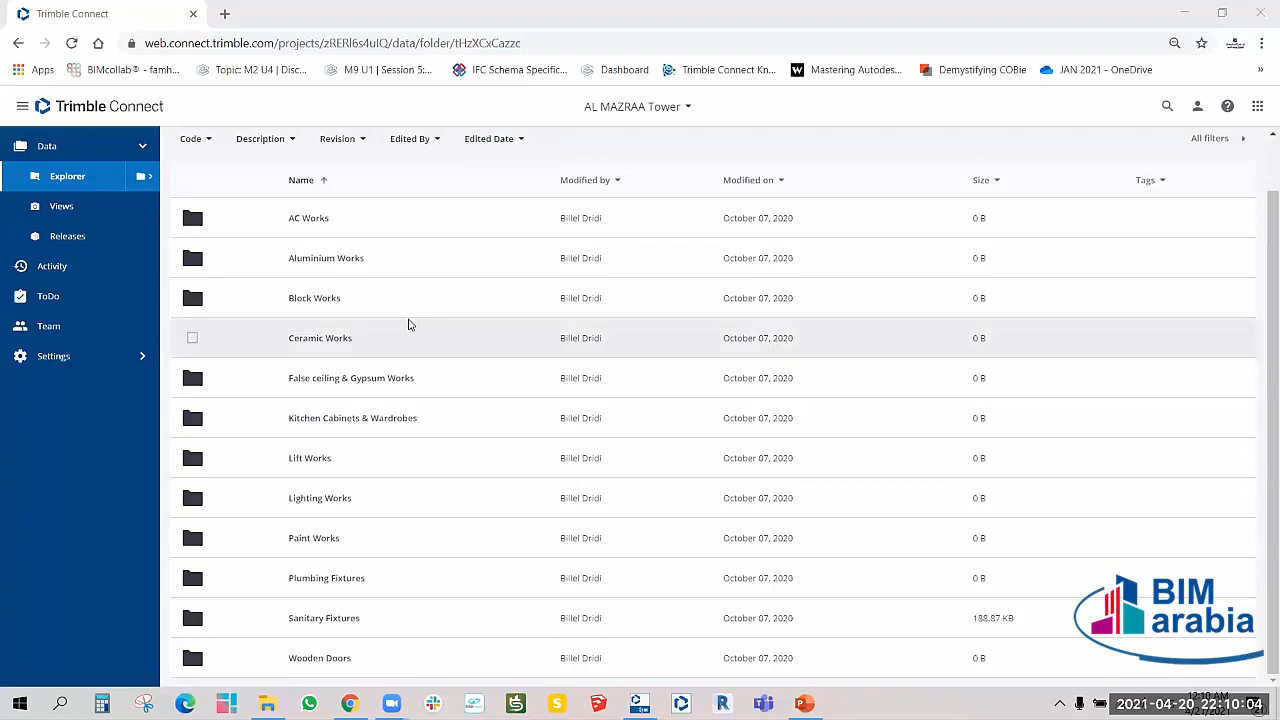 Trimble Connect
web.connect.trimble.com/projects/zRERl6s4uIQ/data/folder/tHzXCxCazzc
Apps BIMcollab® - famh... Topic: M2 U4 | Disc... M9 U1 | Session 5:... IFC Schema Specific... Dashboard Trimble Connect Kn... Mastering Autodes... Demystifying COBie JAN 2021 - OneDrive »
Trimble Connect AL MAZRAA Tower
Data
Explorer
Views
Releases
Activity
ToDo
Team
Settings
Code Description Revision Edited By Edited Date All filters
Name Modified by Modified on Size Tags
AC Works Billel Dridi October 07, 2020 0 B
Aluminium Works Billel Dridi October 07, 2020 0 B
Block Works Billel Dridi October 07, 2020 0 B
Ceramic Works Billel Dridi October 07, 2020 0 B
False ceiling & Gypsum Works Billel Dridi October 07, 2020 0 B
Kitchen Cabinets & Wardrobes Billel Dridi October 07, 2020 0 B
Lift Works Billel Dridi October 07, 2020 0 B
Lighting Works Billel Dridi October 07, 2020 0 B
Paint Works Billel Dridi October 07, 2020 0 B
Plumbing Fixtures Billel Dridi October 07, 2020 0 B
Sanitary Fixtures Billel Dridi October 07, 2020 188.87 KB
Wooden Doors Billel Dridi October 07, 2020 0 B
BIM
arabia
12:10 AM
2021-04-20 22:10:04